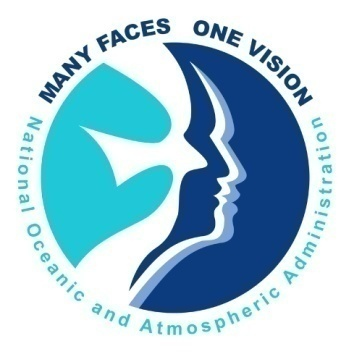 MANY FACES ONE VISION
National Oceanic and Atmospheric Administration